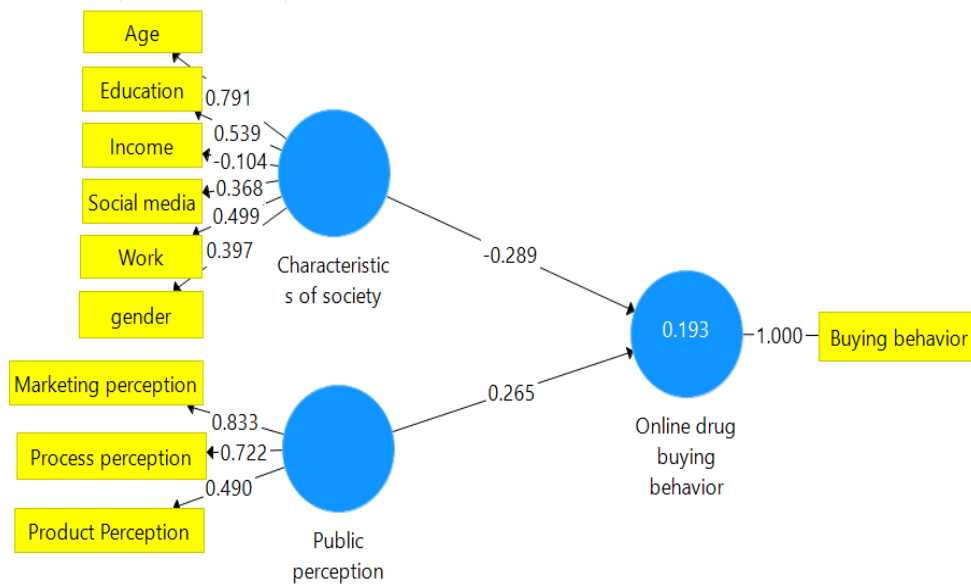 Age
0.791
Education
0.539
Income
-0.104
Social media
0.368
0.499
Work
0.397
gender
Characteristic
s of society
-0.289
0.193
1.000
Buying behavior
Online drug
buying
behavior
0.265
Marketing perception
0.833
Process perception
0.722
0.490
Product Perception
Public
perception